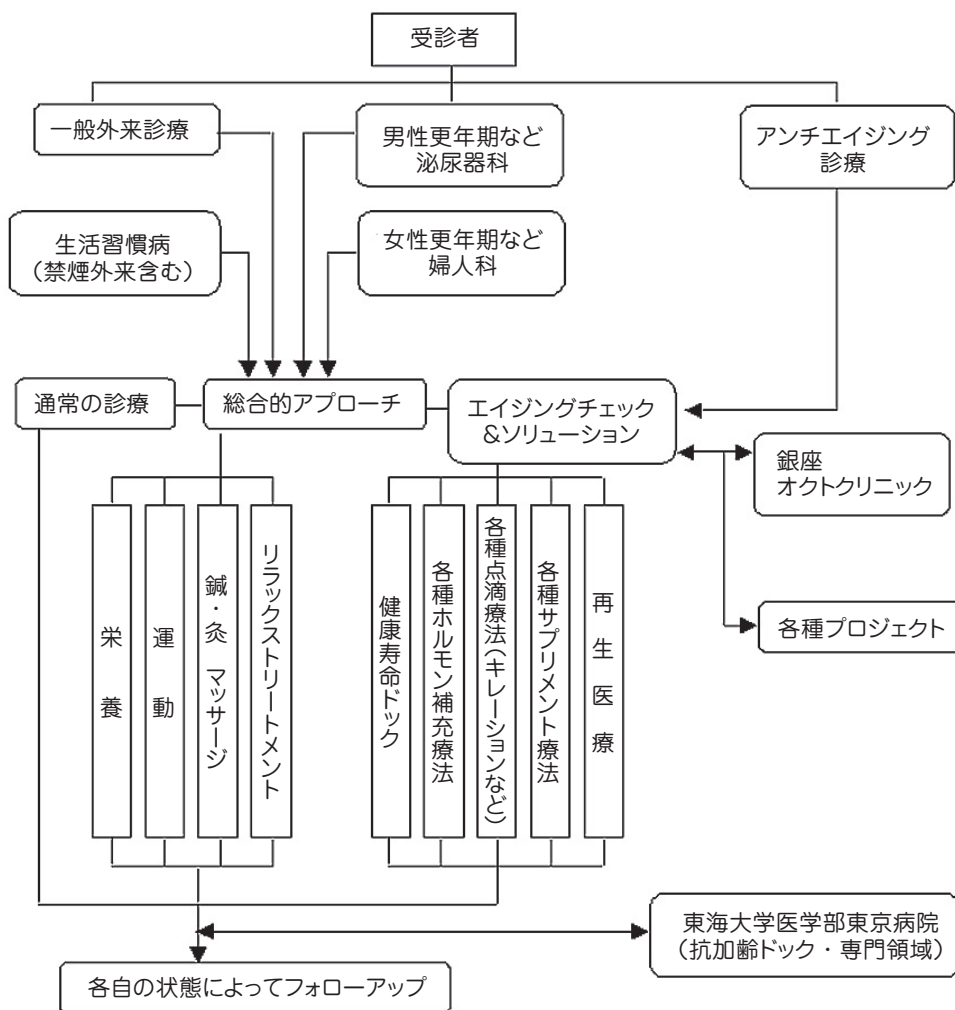 受診者
一般外来診療
男性更年期など
泌尿器科
アンチエイジング
診療
生活習慣病
（禁煙外来含む）
女性更年期など
婦人科
通常の診療
総合的アプローチ
エイジングチェック
&ソリューション
銀座
オクトクリニック
各種プロジェクト
栄養
運動
鍼・灸 マッサージ
リラックストリートメント
健康寿命ドック
各種ホルモン補充療法
各種点滴療法（キレーションなど）
各種サプリメント療法
再生医療
東海大学医学部東京病院
（抗加齢ドック・専門領域）
各自の状態によってフォローアップ